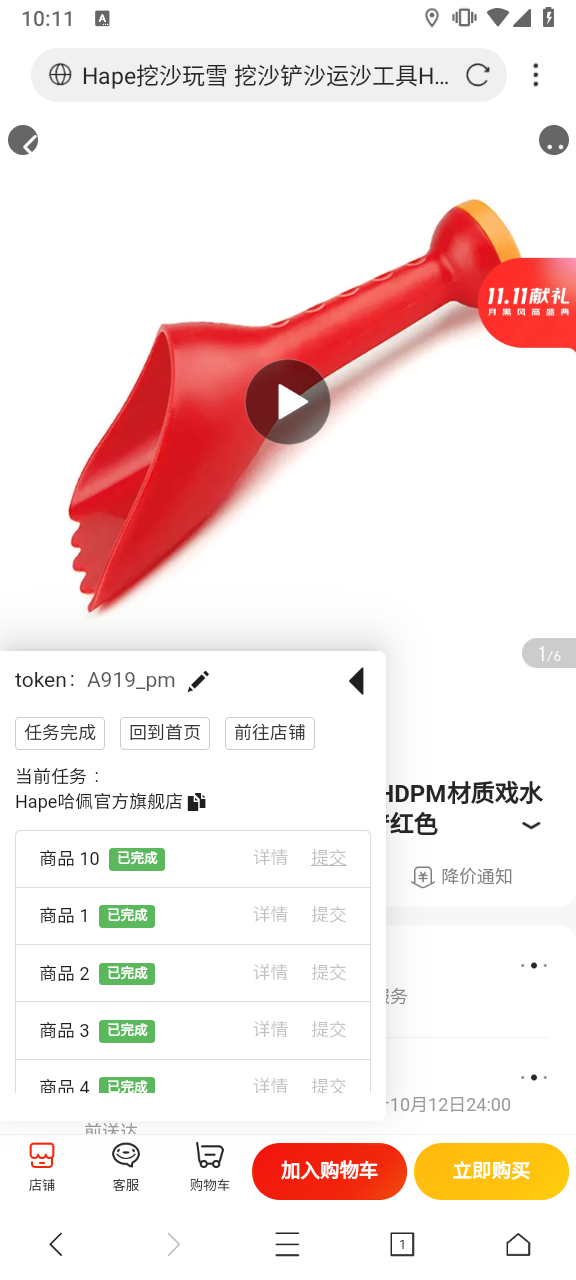 10:11
A
Hape挖沙玩雪 挖沙铲沙运沙工具H...
11.11献礼
月黑风高盛典
1/6
token: A919_pm
任务完成 回到首页 前往店铺
当前任务：
Hape哈佩官方旗舰店
HDPM材质戏水
红色
降价通知
商品 10 已完成 详情 提交
商品 1 已完成 详情 提交
商品 2 已完成 详情 提交
服务
商品 3 已完成 详情 提交
商品 4 已完成 详情 提交
10月12日24:00
前送达
店铺 客服 购物车 加入购物车 立即购买
1